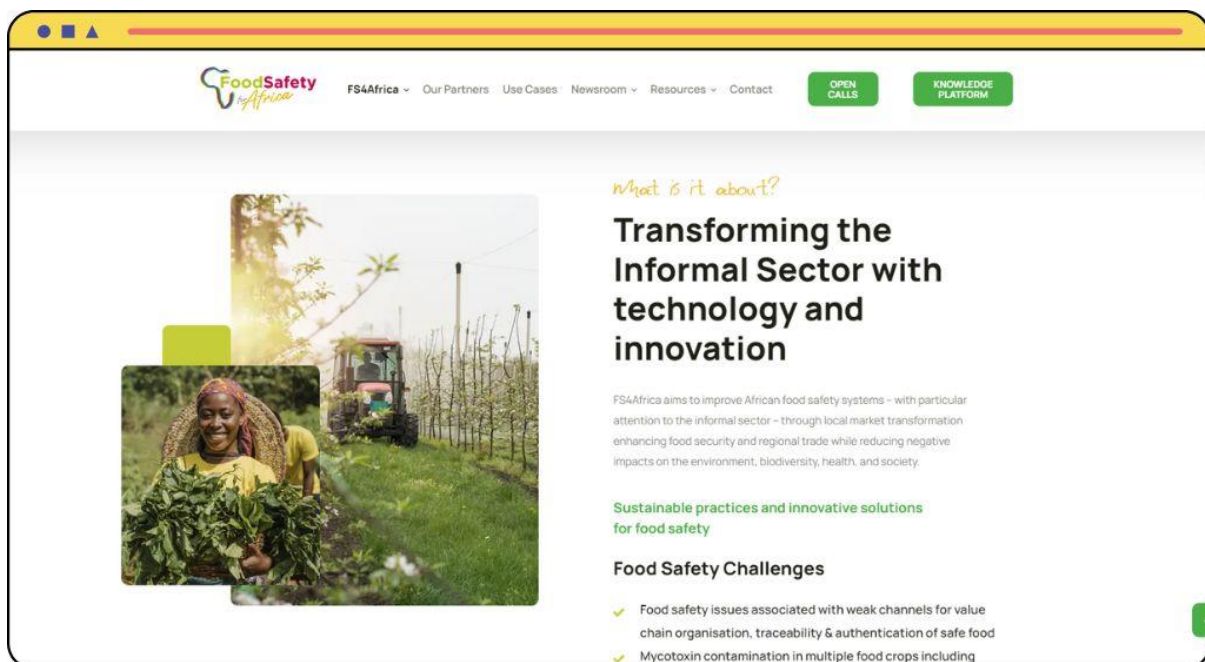 FoodSafety
for Africa
FS4Africa
Our Partners
Use Cases
Newsroom
Resources
Contact
OPEN
CALLS
KNOWLEDGE
PLATFORM
What is it about?
Transforming the
Informal Sector with
technology and
innovation
FS4Africa aims to improve African food safety systems – with particular
attention to the informal sector – through local market transformation
enhancing food security and regional trade while reducing negative
impacts on the environment, biodiversity, health, and society.
Sustainable practices and innovative solutions
for food safety
Food Safety Challenges
Food safety issues associated with weak channels for value
chain organisation, traceability & authentication of safe food
Mycotoxin contamination in multiple food crops including